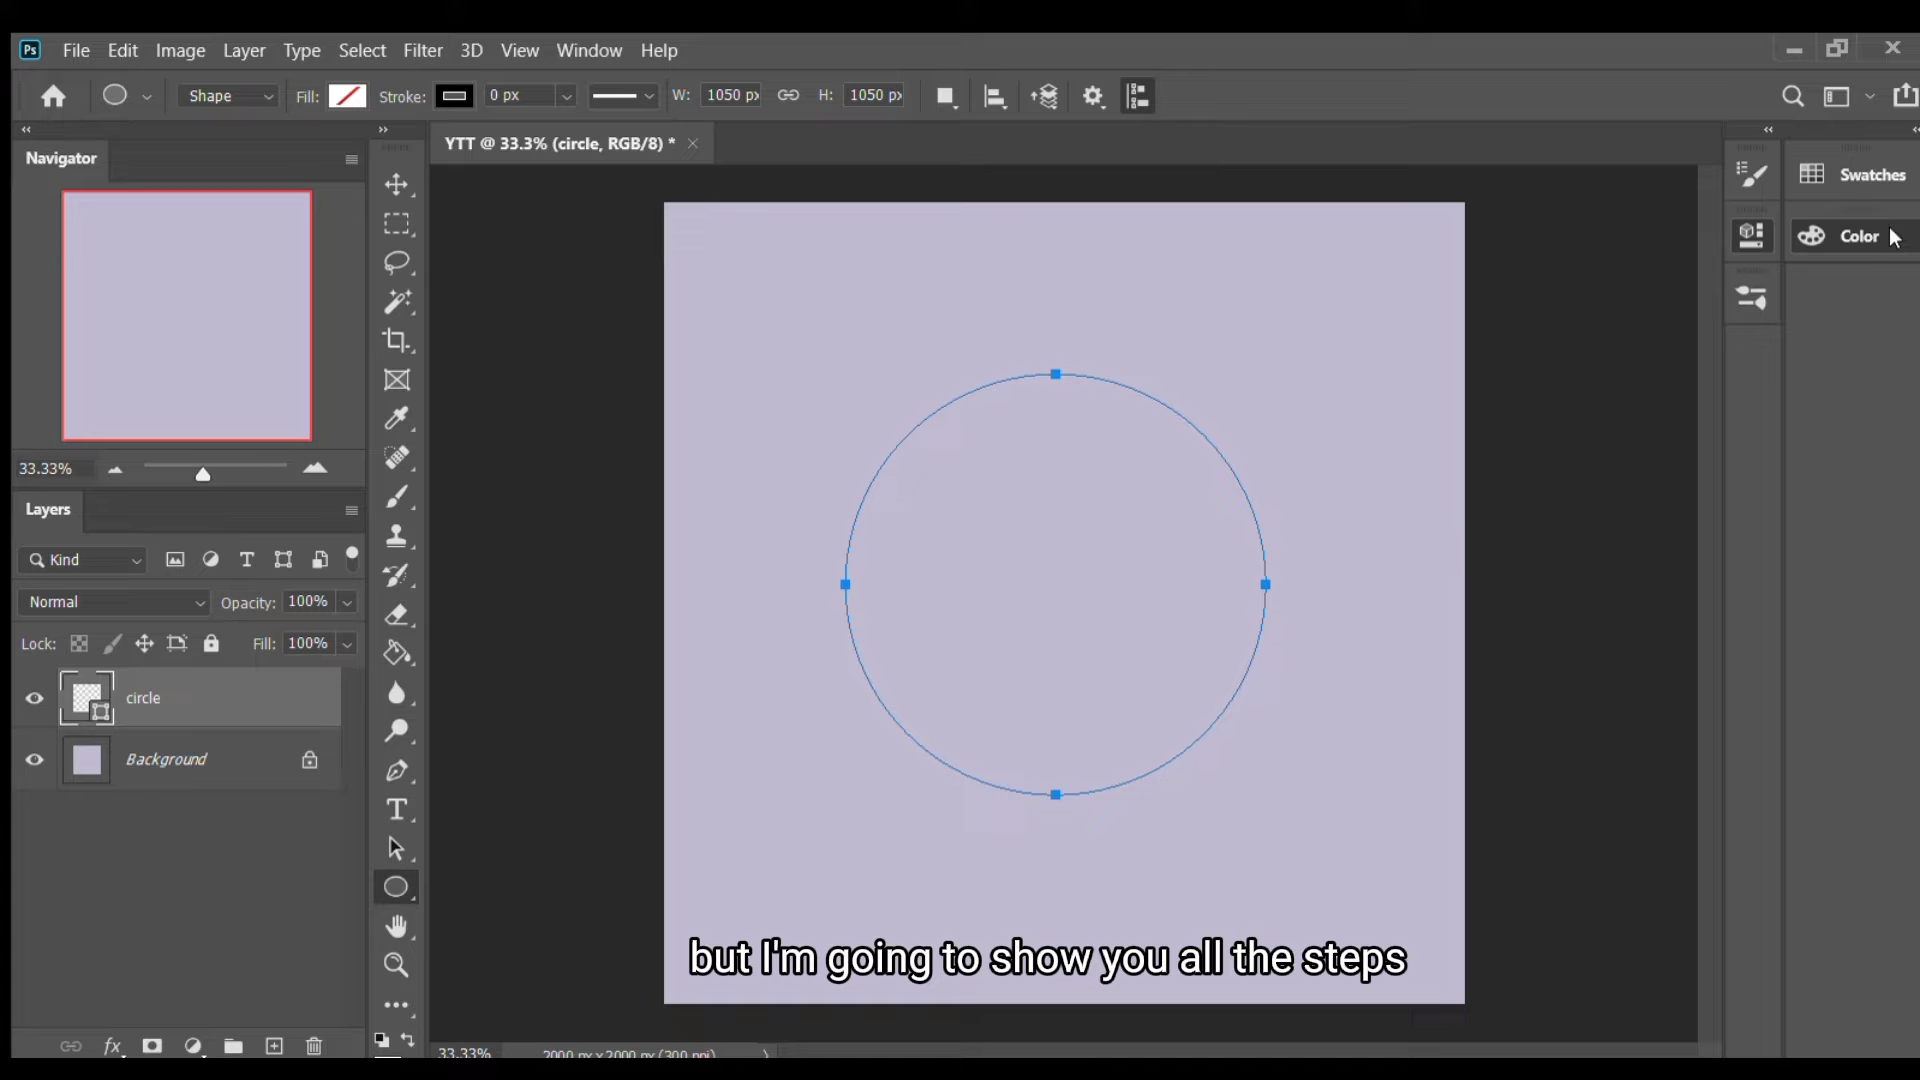 Ps File Edit Image Layer Type Select Filter 3D View Window Help
Shape Fill: Stroke: 0 px W: 1050 px H: 1050 px
YTT @ 33.3% (circle, RGB/8) *
Navigator
33.33%
Layers
Kind
Normal Opacity: 100%
Lock: Fill: 100%
circle
Background
fx
Swatches
Color
but I'm going to show you all the steps
33.33% 2000 px x 2000 px (300 ppi)